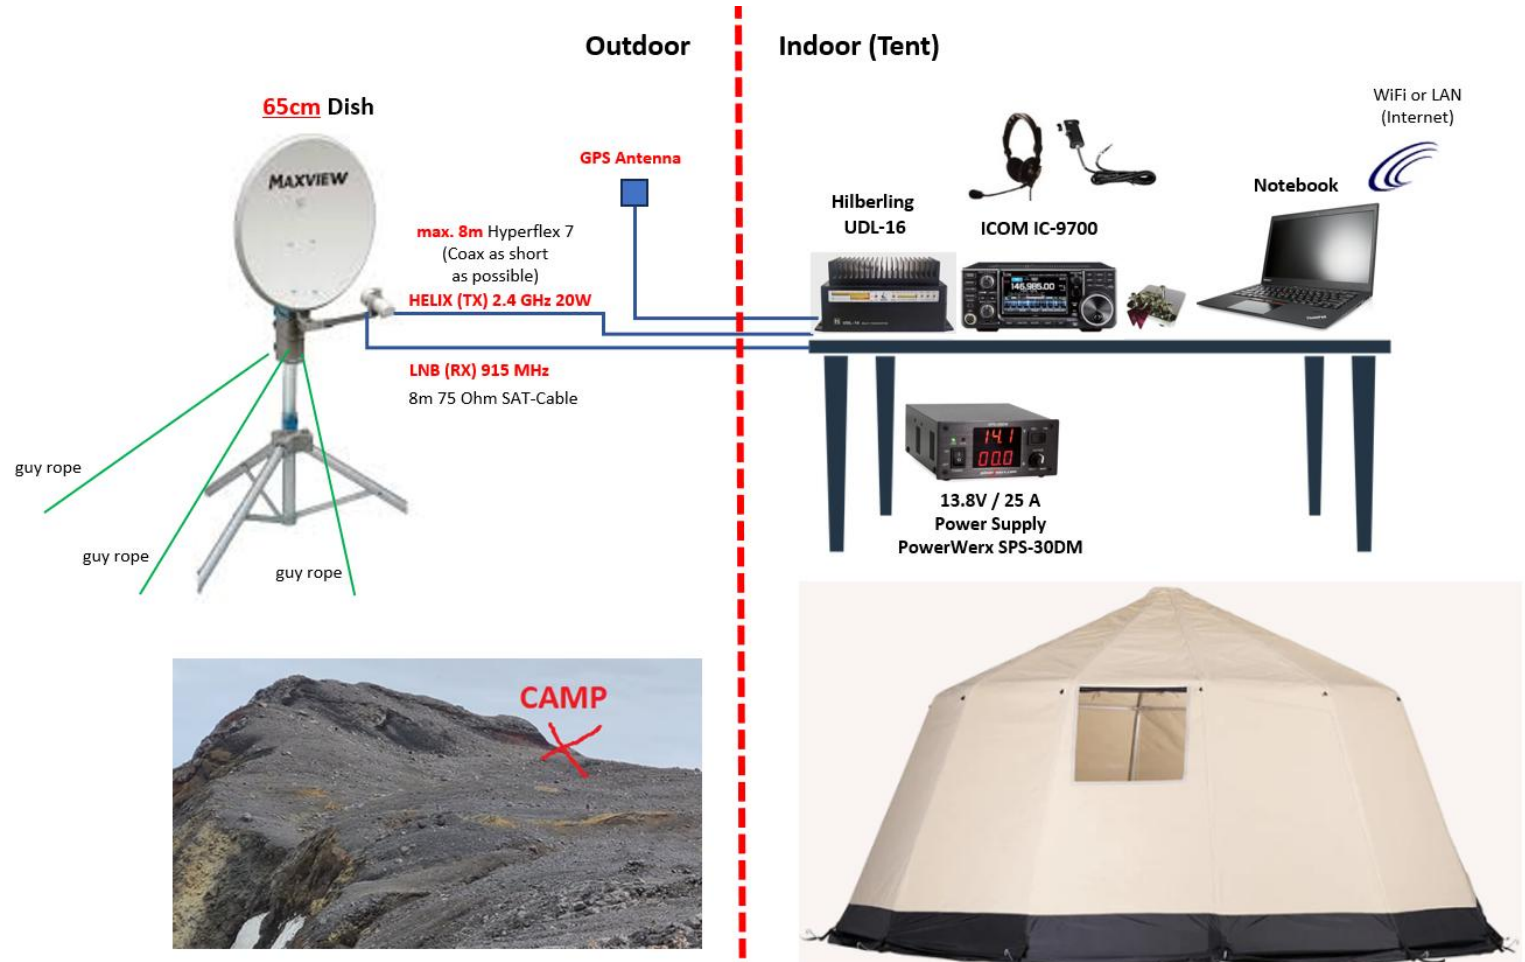 Outdoor
Indoor (Tent)
65cm Dish
MAXVIEW
GPS Antenna
max. 8m Hyperflex 7
(Coax as short
as possible)
HELIX (TX) 2.4 GHz 20W
LNB (RX) 915 MHz
8m 75 Ohm SAT-Cable
guy rope
guy rope
guy rope
Hilberling
UDL-16
ICOM IC-9700
146.985.00
Notebook
WiFi or LAN
(Internet)
14.1
00.0
13.8V / 25 A
Power Supply
PowerWerx SPS-30DM
CAMP